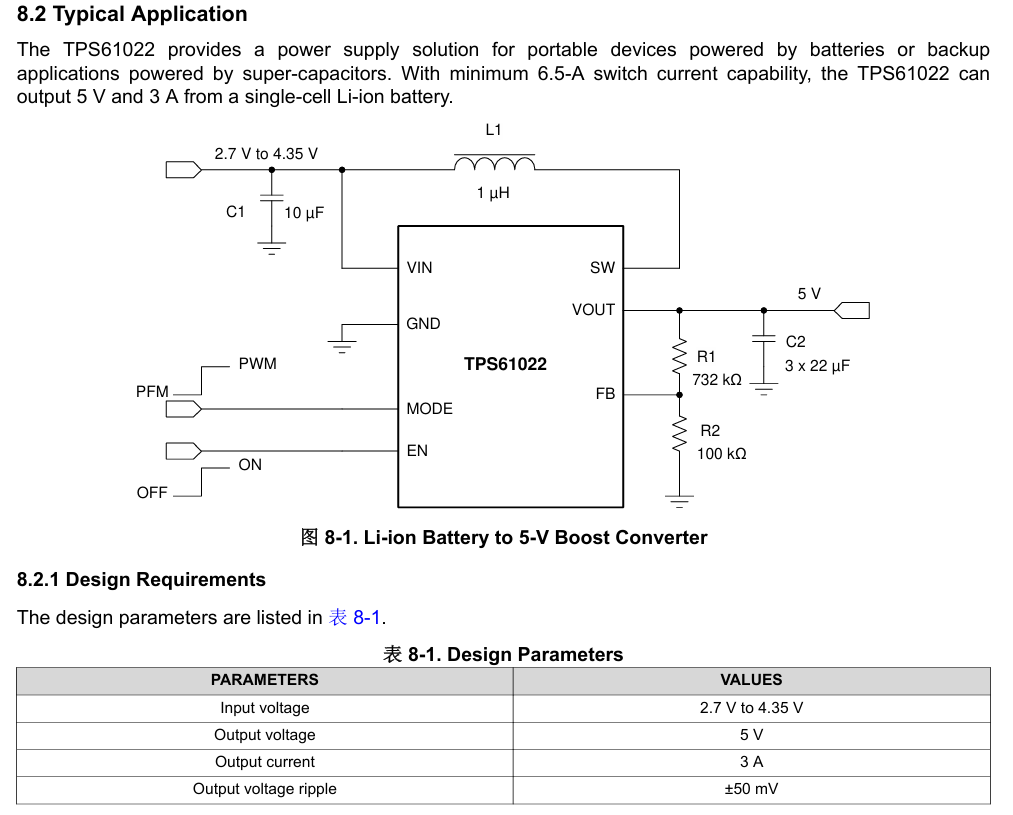 8.2 Typical Application
The TPS61022 provides a power supply solution for portable devices powered by batteries or backup
applications powered by super-capacitors. With minimum 6.5-A switch current capability, the TPS61022 can
output 5 V and 3 A from a single-cell Li-ion battery.
L1
2.7 V to 4.35 V
1 µH
C1
10 µF
VIN
SW
5 V
VOUT
GND
C2
3 x 22 µF
R1
732 kΩ
TPS61022
PWM
PFM
FB
MODE
R2
100 kΩ
EN
ON
OFF
图 8-1. Li-ion Battery to 5-V Boost Converter
8.2.1 Design Requirements
The design parameters are listed in 表 8-1.
表 8-1. Design Parameters
PARAMETERS VALUES
Input voltage 2.7 V to 4.35 V
Output voltage 5 V
Output current 3 A
Output voltage ripple ±50 mV